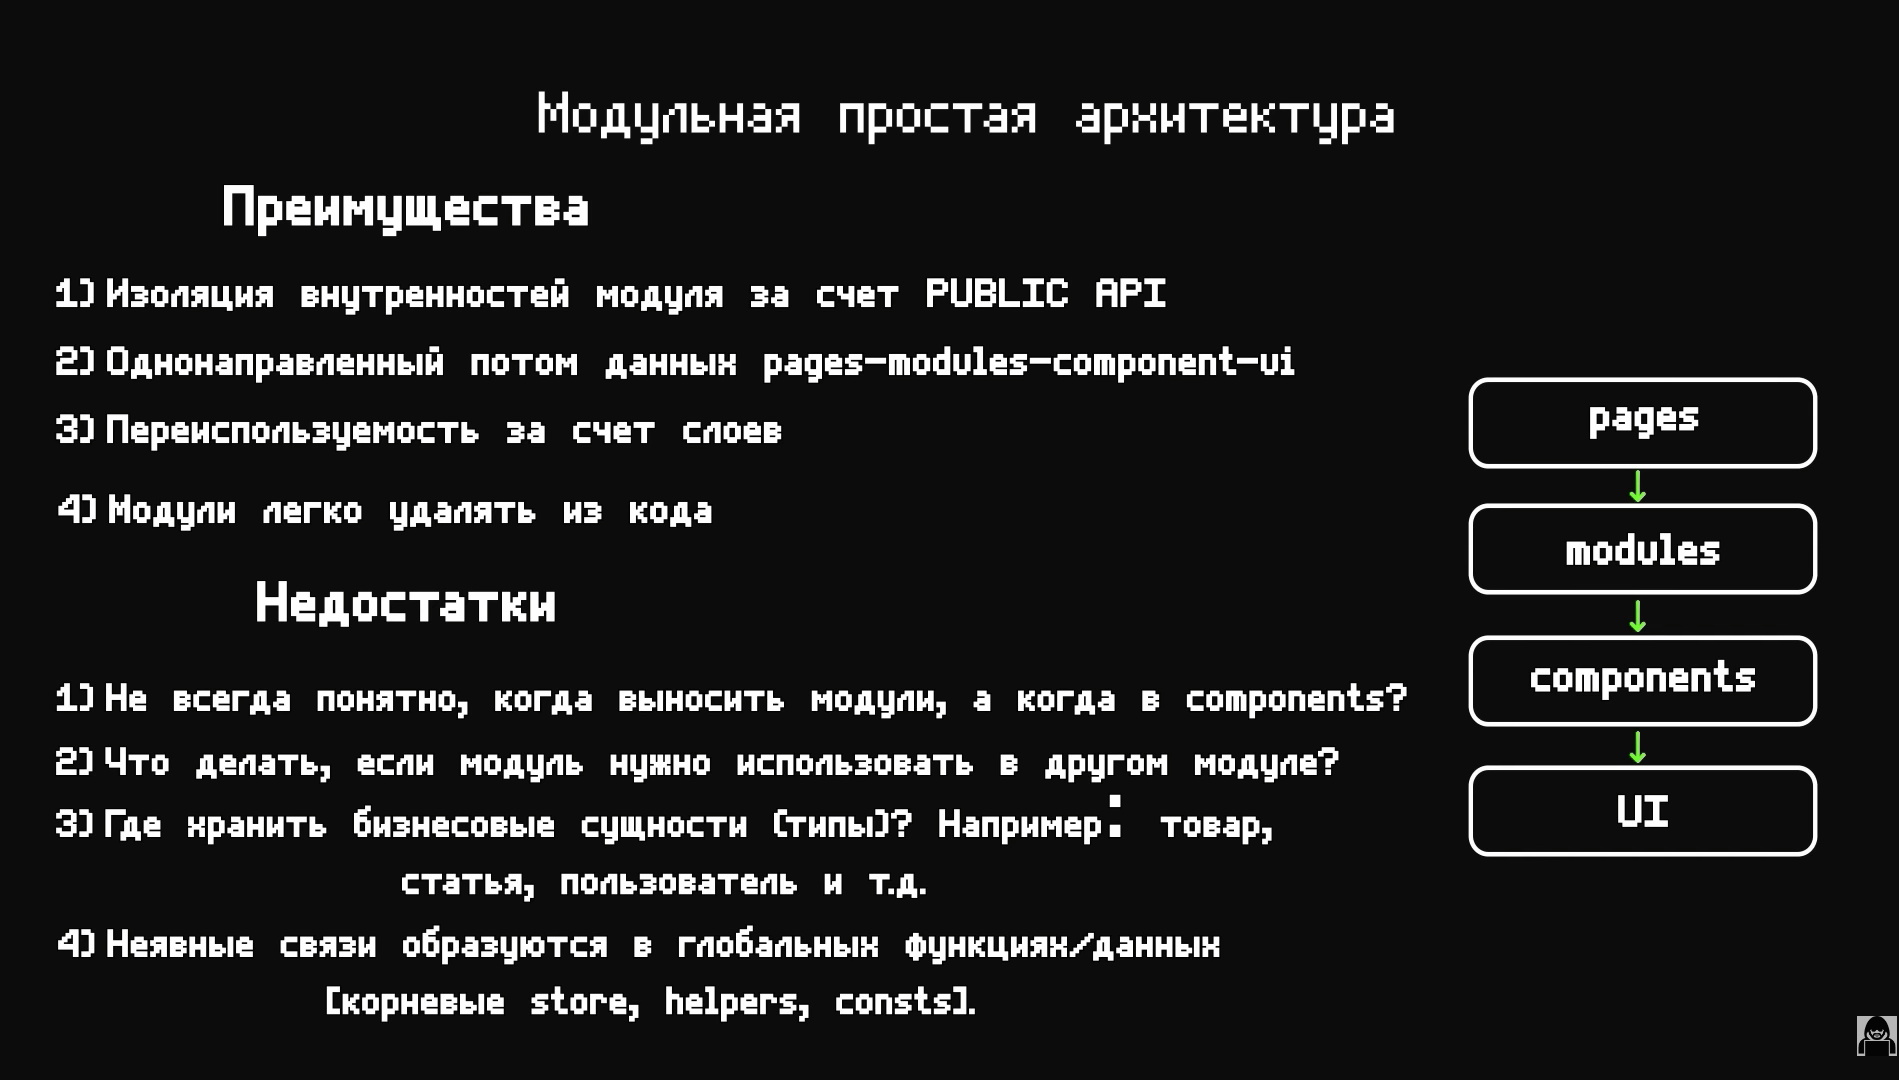 Модульная простая архитектура
Преимущества
1) Изоляция внутренностей модуля за счет PUBLIC API
2) Однонаправленный потом данных pages-modules-component-ui
3) Переиспользуемость за счет слоев
4) Модули легко удалять из кода
Недостатки
1) Не всегда понятно, когда выносить модули, а когда в components?
2) Что делать, если модуль нужно использовать в другом модуле?
3) Где хранить бизнесовые сущности (типы)? Например: товар,
статья, пользователь и т.д.
4) Неявные связи образуются в глобальных функциях/данных
[корневые store, helpers, consts].
pages
modules
components
UI